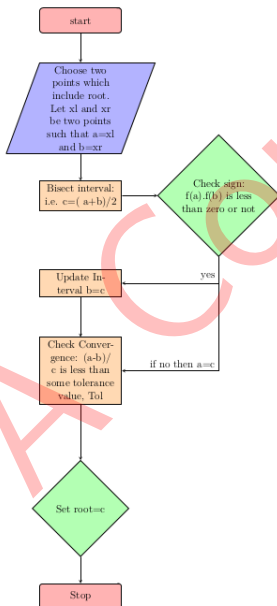 start
Choose two
points which
include root.
Let xl and xr
be two points
such that a=xl
and b=xr
Bisect interval:
i.e. c=( a+b)/2
Check sign:
f(a).f(b) is less
than zero or not
yes
Update In-
terval b=c
Check Conver-
gence: (a-b)/
c is less than
some tolerance
value, Tol
if no then a=c
Set root=c
Stop